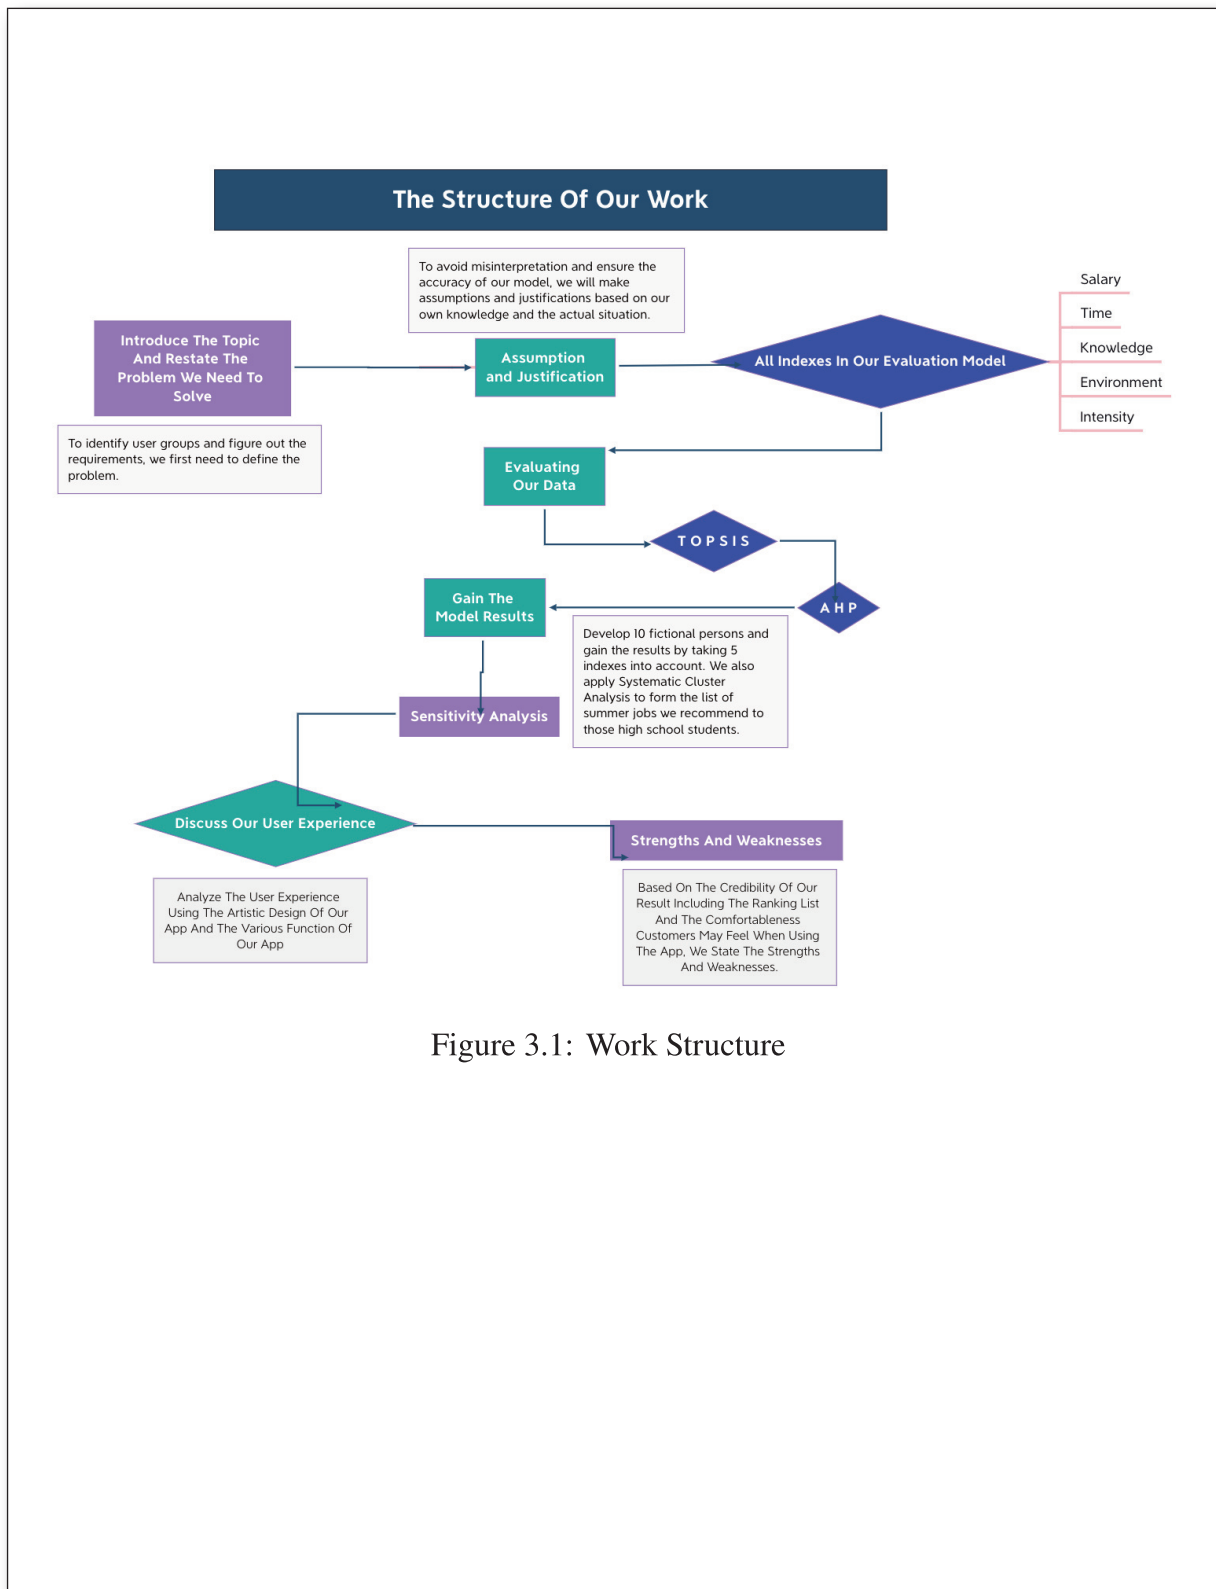 The Structure Of Our Work
To avoid misinterpretation and ensure the
accuracy of our model, we will make
assumptions and justifications based on our
own knowledge and the actual situation.
Introduce The Topic
And Restate The
Problem We Need To
Solve
Assumption
and Justification
All Indexes In Our Evaluation Model
Salary
Time
Knowledge
Environment
Intensity
To identify user groups and figure out the
requirements, we first need to define the
problem.
Evaluating
Our Data
TOPSIS
AHP
Gain The
Model Results
Develop 10 fictional persons and
gain the results by taking 5
indexes into account. We also
apply Systematic Cluster
Analysis to form the list of
summer jobs we recommend to
those high school students.
Sensitivity Analysis
Discuss Our User Experience
Strengths And Weaknesses
Analyze The User Experience
Using The Artistic Design Of Our
App And The Various Function Of
Our App
Based On The Credibility Of Our
Result Including The Ranking List
And The Comfortableness
Customers May Feel When Using
The App, We State The Strengths
And Weaknesses.
Figure 3.1: Work Structure